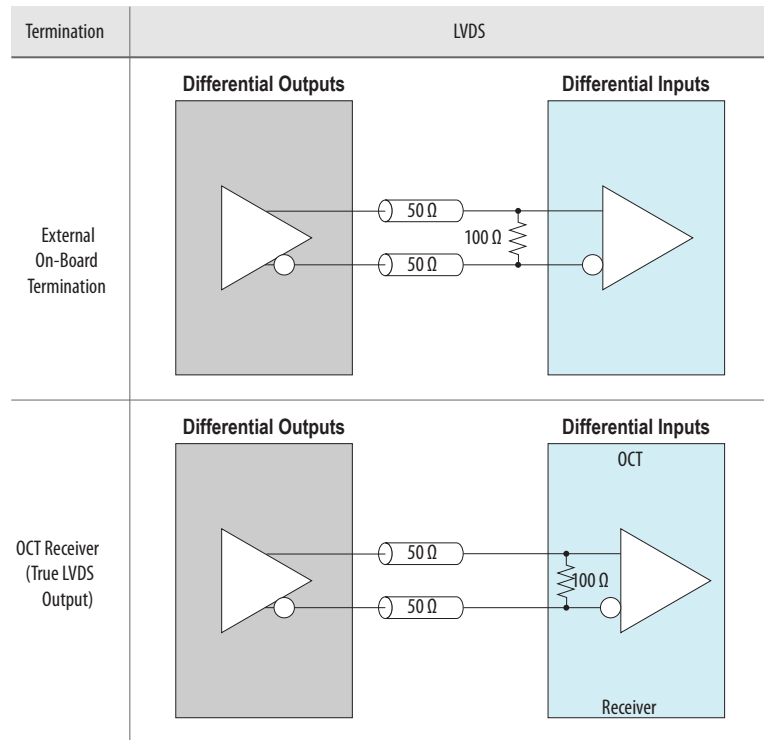 Termination
LVDS
Differential Outputs
Differential Inputs
External
On-Board
Termination
50 Ω
100 Ω
50 Ω
Differential Outputs
Differential Inputs
OCT
OCT Receiver
(True LVDS
Output)
50 Ω
100 Ω
50 Ω
Receiver